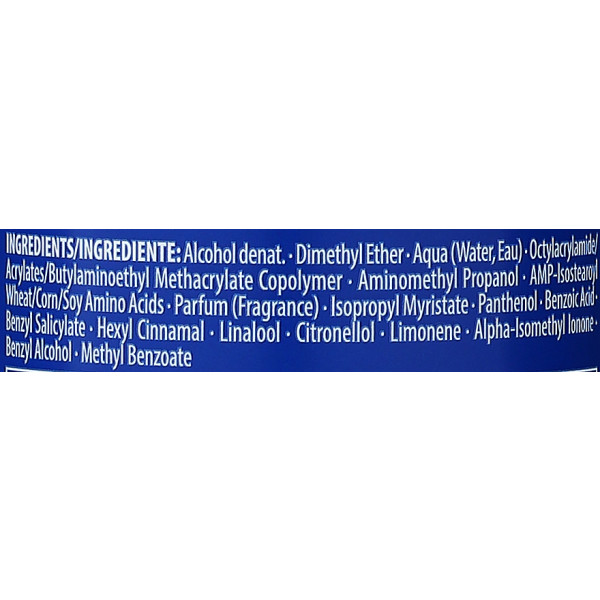 INGREDIENTS/INGREDIENTE: Alcohol denat. · Dimethyl Ether · Aqua (Water, Eau) · Octylacrylamide/
Acrylates/Butylaminoethyl Methacrylate Copolymer · Aminomethyl Propanol · AMP-Isostearoyl
Wheat/Corn/Soy Amino Acids · Parfum (Fragrance) · Isopropyl Myristate · Panthenol · Benzoic Acid ·
Benzyl Salicylate · Hexyl Cinnamal · Linalool · Citronellol · Limonene · Alpha-Isomethyl Ionone ·
Benzyl Alcohol · Methyl Benzoate